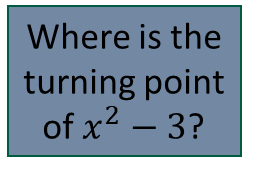 Where is the
turning point
of 𝑥² − 3?